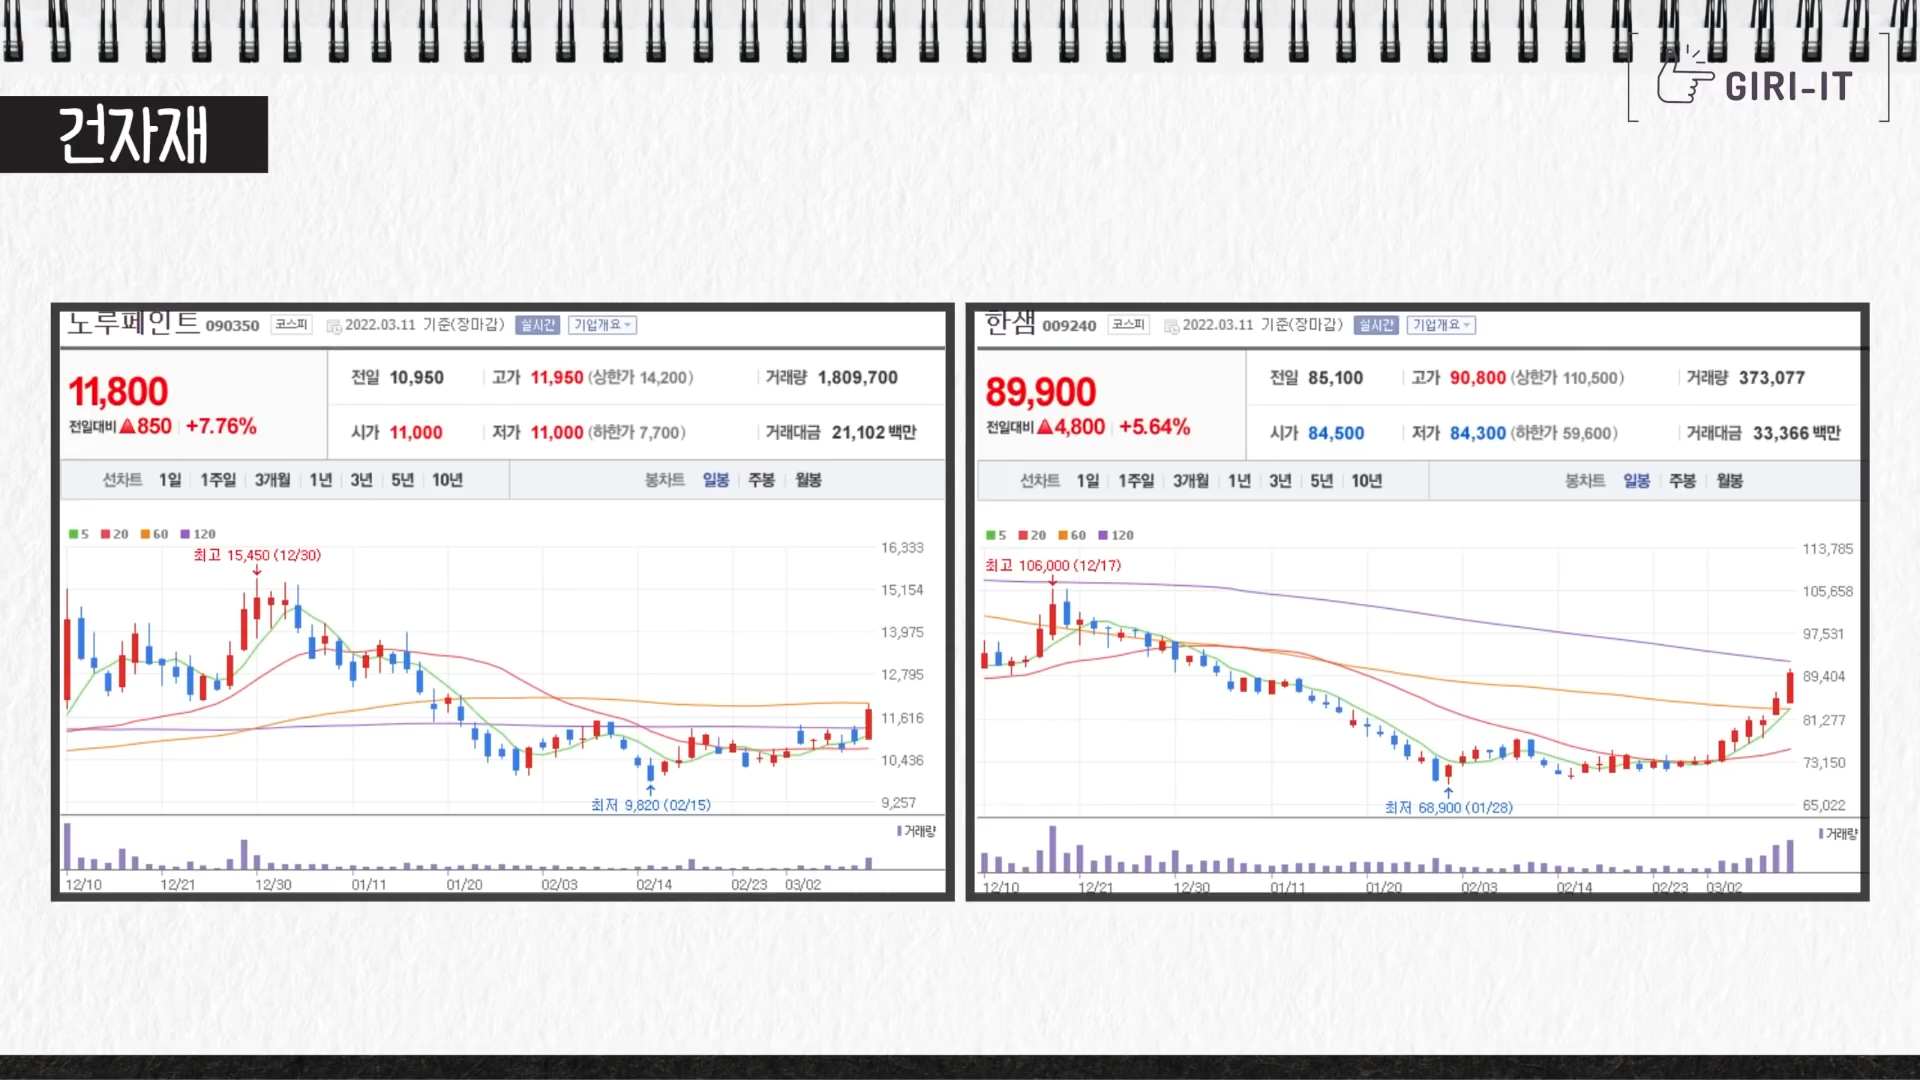 GIRI-IT
건자재
노루페인트 090350 코스피 2022.03.11 기준(장마감) 실시간 기업개요
11,800
전일대비 ▲850 +7.76%
전일 10,950 고가 11,950 (상한가 14,200) 거래량 1,809,700
시가 11,000 저가 11,000 (하한가 7,700) 거래대금 21,102 백만
선차트 1일 1주일 3개월 1년 3년 5년 10년 봉차트 일봉 주봉 월봉
5 20 60 120
최고 15,450 (12/30)
16,333
15,154
13,975
12,795
11,616
10,436
9,257
최저 9,820 (02/15)
거래량
12/10 12/21 12/30 01/11 01/20 02/03 02/14 02/23 03/02
한샘 009240 코스피 2022.03.11 기준(장마감) 실시간 기업개요
89,900
전일대비 ▲4,800 +5.64%
전일 85,100 고가 90,800 (상한가 110,500) 거래량 373,077
시가 84,500 저가 84,300 (하한가 59,600) 거래대금 33,366 백만
선차트 1일 1주일 3개월 1년 3년 5년 10년 봉차트 일봉 주봉 월봉
5 20 60 120
최고 106,000 (12/17)
113,785
105,658
97,531
89,404
81,277
73,150
65,022
최저 68,900 (01/28)
거래량
12/10 12/21 12/30 01/11 01/20 02/03 02/14 02/23 03/02